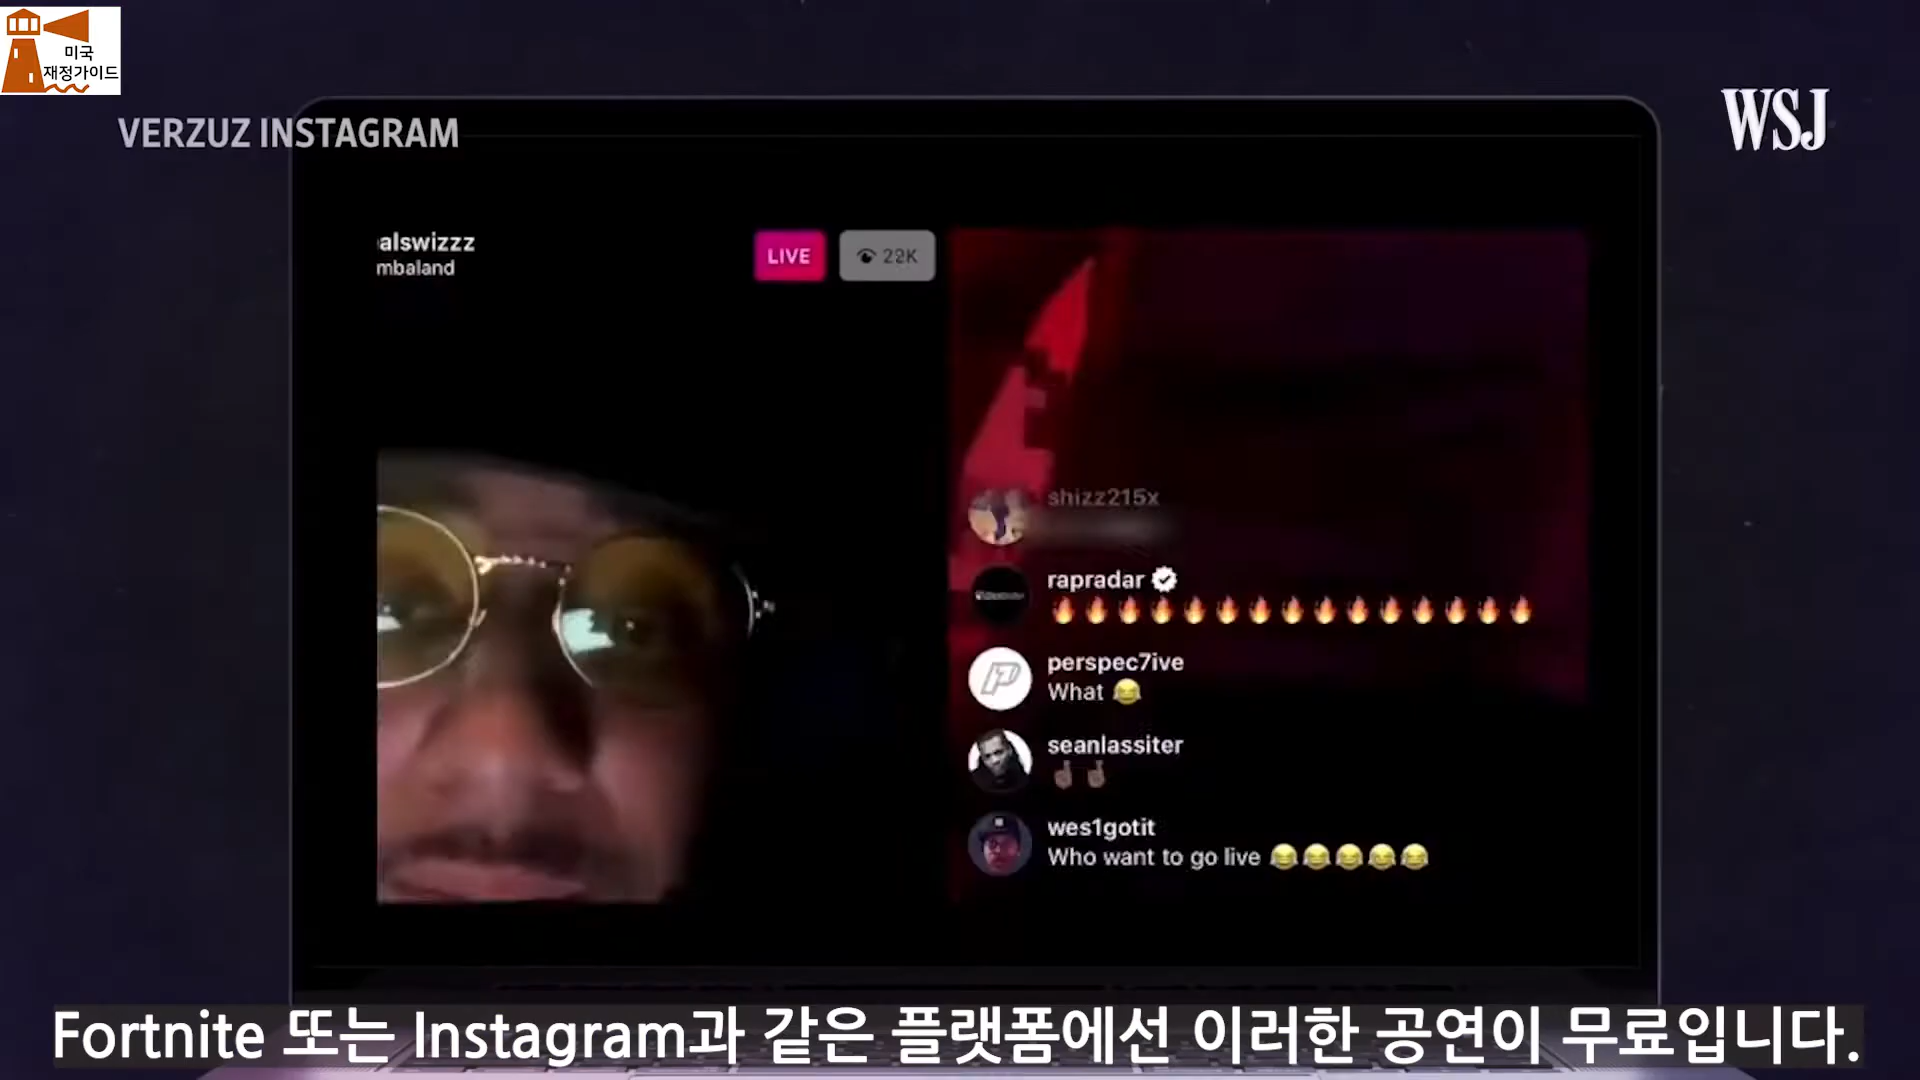 미국
재정가이드
VERZUZ INSTAGRAM
WSJ
alswizzz
mbaland
LIVE
22K
shizz215x
rapradar
🔥🔥🔥🔥🔥🔥🔥🔥🔥🔥🔥🔥🔥🔥🔥
perspec7ive
What 😂
seanlassiter
wes1gotit
Who want to go live 😂😂😂😂😂
Fortnite 또는 Instagram과 같은 플랫폼에선 이러한 공연이 무료입니다.